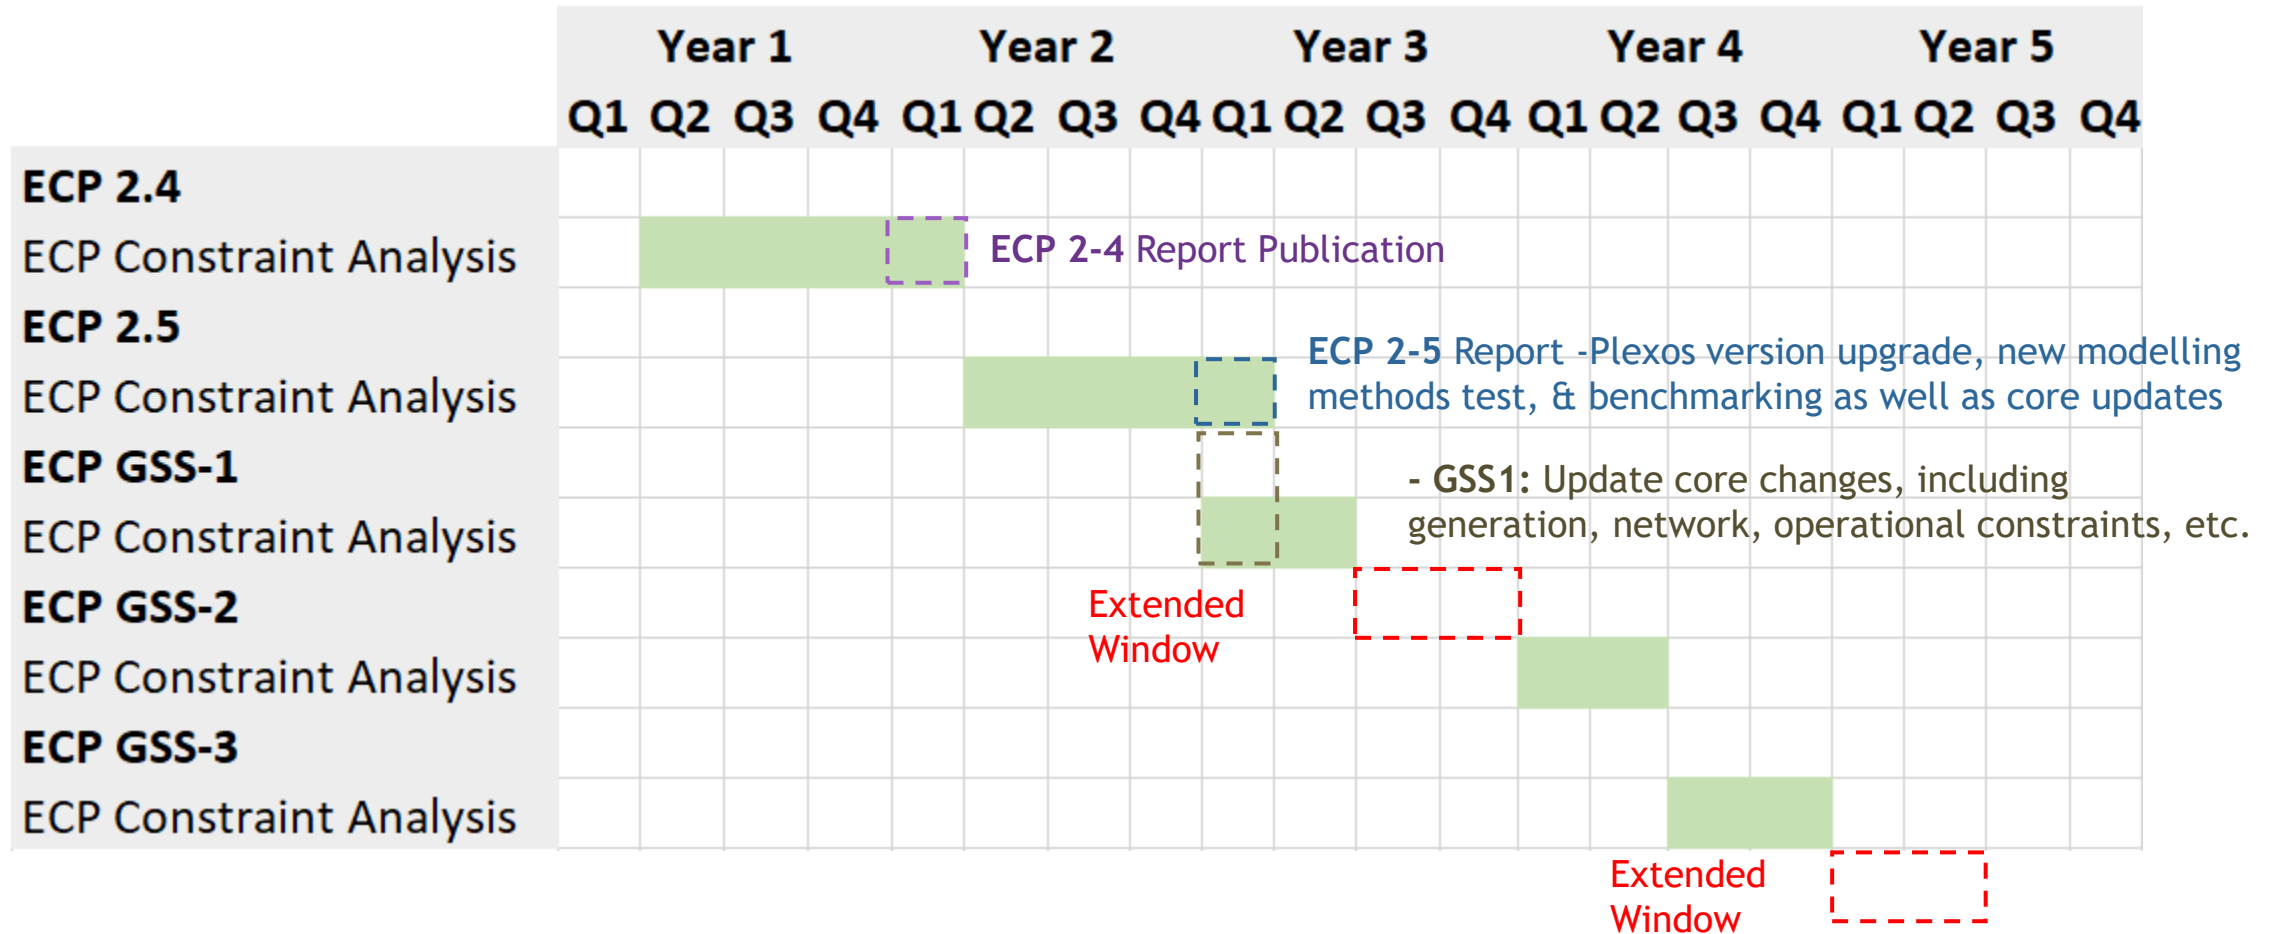 Year 1 Year 2 Year 3 Year 4 Year 5
Q1 Q2 Q3 Q4 Q1 Q2 Q3 Q4 Q1 Q2 Q3 Q4 Q1 Q2 Q3 Q4 Q1 Q2 Q3 Q4
ECP 2.4
ECP Constraint Analysis
ECP 2-4 Report Publication
ECP 2.5
ECP Constraint Analysis
ECP 2-5 Report -Plexos version upgrade, new modelling
methods test, & benchmarking as well as core updates
ECP GSS-1
ECP Constraint Analysis
- GSS1: Update core changes, including
generation, network, operational constraints, etc.
ECP GSS-2
Extended
Window
ECP Constraint Analysis
ECP GSS-3
ECP Constraint Analysis
Extended
Window